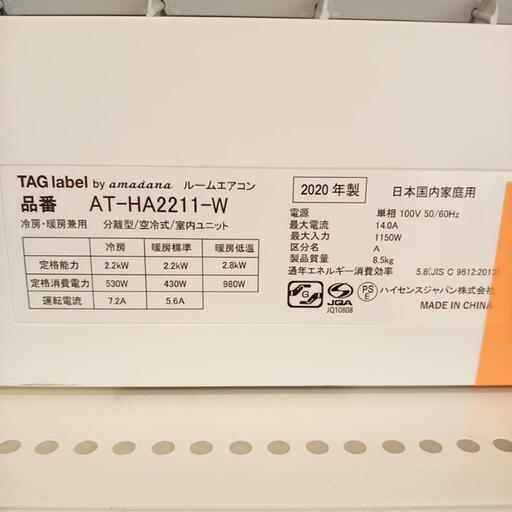 TAG label by amadana ルームエアコン
品番 AT-HA2211-W
冷房・暖房兼用 分離型/空冷式/室内ユニット
冷房 暖房標準 暖房低温
定格能力 2.2kW 2.2kW 2.8kW
定格消費電力 530W 430W 980W
運転電流 7.2A 5.6A
2020年製 日本国内家庭用
電源 単相 100V 50/60Hz
最大電流 14.0A
最大入力 1150W
区分名 A
製品質量 8.5kg
通年エネルギー消費効率 5.8(JIS C 9612:2013)
G
JQA
JQ10808
PS
E
ハイセンスジャパン株式会社
MADE IN CHINA